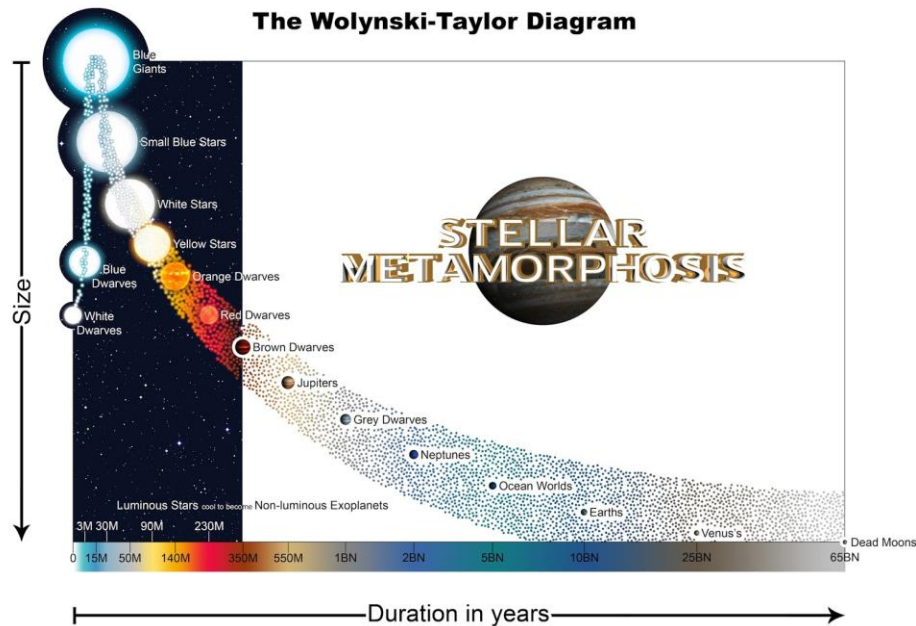 The Wolynski-Taylor Diagram
Blue
Giants
Small Blue Stars
White Stars
Yellow Stars
Blue
Dwarves
Orange Dwarves
White
Dwarves
Red Dwarves
Brown Dwarves
Jupiters
Grey Dwarves
Neptunes
Ocean Worlds
Earths
Venus's
Dead Moons
STELLAR
METAMORPHOSIS
Size
Luminous Stars cool to become Non-luminous Exoplanets
3M 30M 90M 230M
0 15M 50M 140M 350M 550M 1BN 2BN 5BN 10BN 25BN 65BN
Duration in years